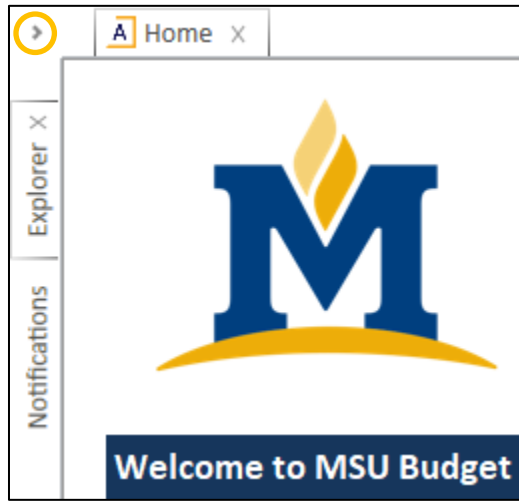 A Home X
Explorer X
Notifications
M
Welcome to MSU Budget